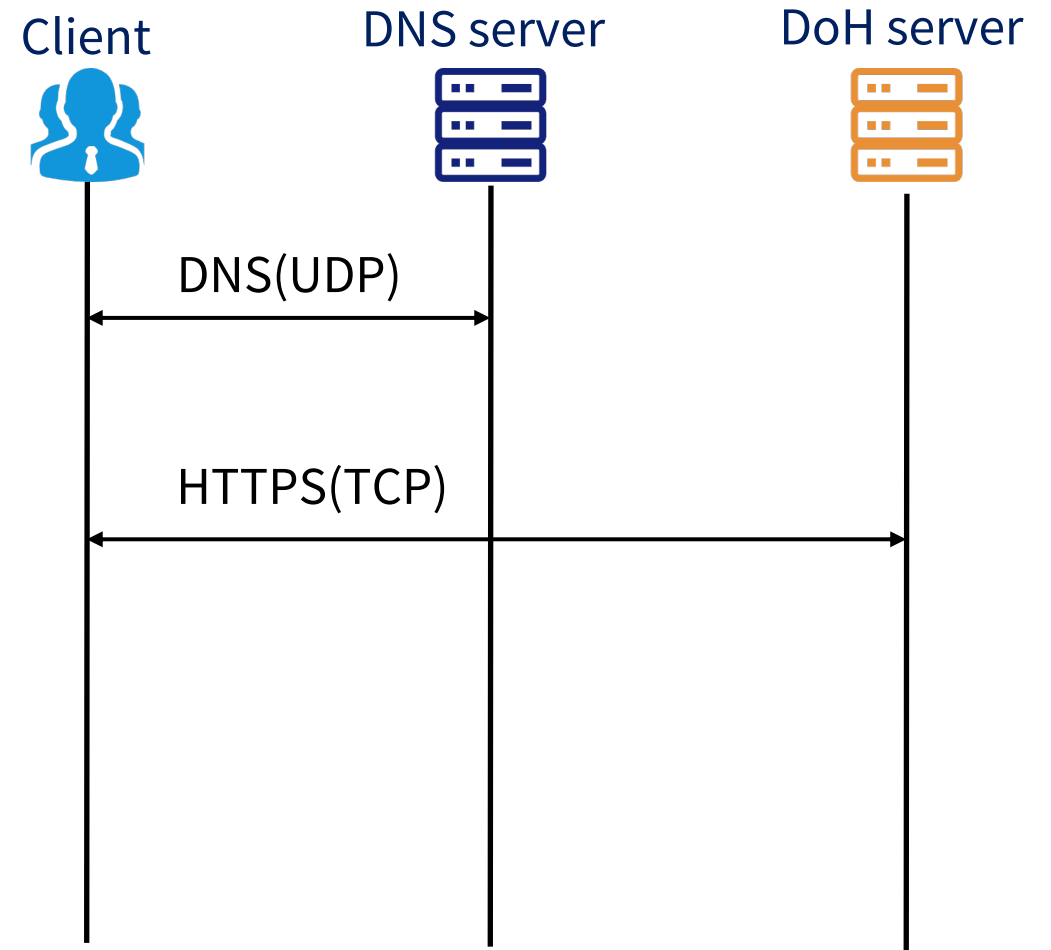 Client
DNS server
DoH server
DNS(UDP)
HTTPS(TCP)